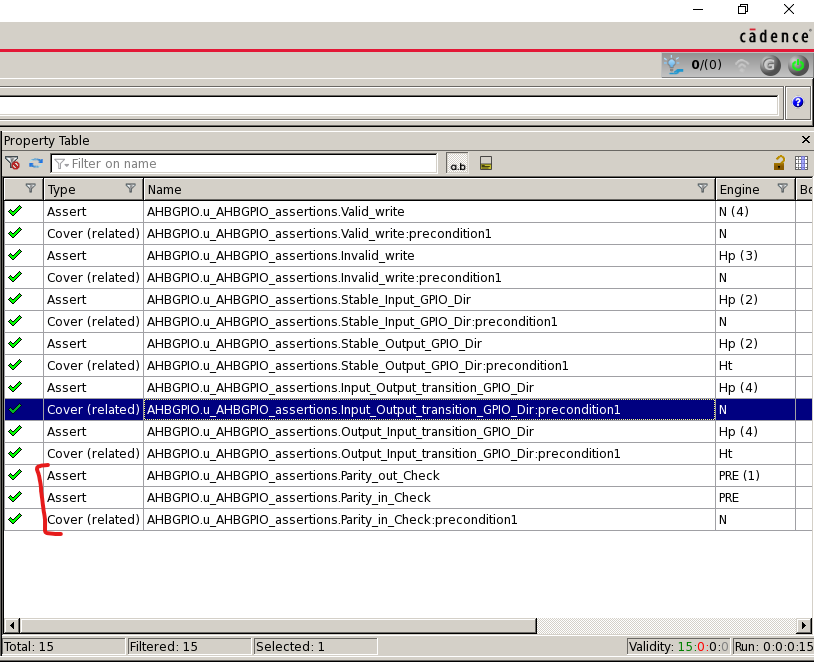 cādence
0/(0)
G
?
Property Table
Filter on name
a.b
Type Name Engine Bo
Assert AHBGPIO.u_AHBGPIO_assertions.Valid_write N (4)
Cover (related) AHBGPIO.u_AHBGPIO_assertions.Valid_write:precondition1 N
Assert AHBGPIO.u_AHBGPIO_assertions.Invalid_write Hp (3)
Cover (related) AHBGPIO.u_AHBGPIO_assertions.Invalid_write:precondition1 N
Assert AHBGPIO.u_AHBGPIO_assertions.Stable_Input_GPIO_Dir Hp (2)
Cover (related) AHBGPIO.u_AHBGPIO_assertions.Stable_Input_GPIO_Dir:precondition1 N
Assert AHBGPIO.u_AHBGPIO_assertions.Stable_Output_GPIO_Dir Hp (2)
Cover (related) AHBGPIO.u_AHBGPIO_assertions.Stable_Output_GPIO_Dir:precondition1 Ht
Assert AHBGPIO.u_AHBGPIO_assertions.Input_Output_transition_GPIO_Dir Hp (4)
Cover (related) AHBGPIO.u_AHBGPIO_assertions.Input_Output_transition_GPIO_Dir:precondition1 N
Assert AHBGPIO.u_AHBGPIO_assertions.Output_Input_transition_GPIO_Dir Hp (4)
Cover (related) AHBGPIO.u_AHBGPIO_assertions.Output_Input_transition_GPIO_Dir:precondition1 Ht
Assert AHBGPIO.u_AHBGPIO_assertions.Parity_out_Check PRE (1)
Assert AHBGPIO.u_AHBGPIO_assertions.Parity_in_Check PRE
Cover (related) AHBGPIO.u_AHBGPIO_assertions.Parity_in_Check:precondition1 N
Total: 15 Filtered: 15 Selected: 1 Validity: 15:0:0:0 Run: 0:0:0:15